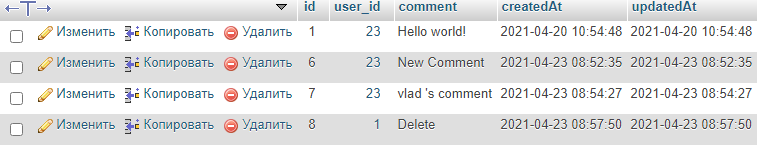 id user_id comment createdAt updatedAt
Изменить Копировать Удалить 1 23 Hello world! 2021-04-20 10:54:48 2021-04-20 10:54:48
Изменить Копировать Удалить 6 23 New Comment 2021-04-23 08:52:35 2021-04-23 08:52:35
Изменить Копировать Удалить 7 23 vlad 's comment 2021-04-23 08:54:27 2021-04-23 08:54:27
Изменить Копировать Удалить 8 1 Delete 2021-04-23 08:57:50 2021-04-23 08:57:50